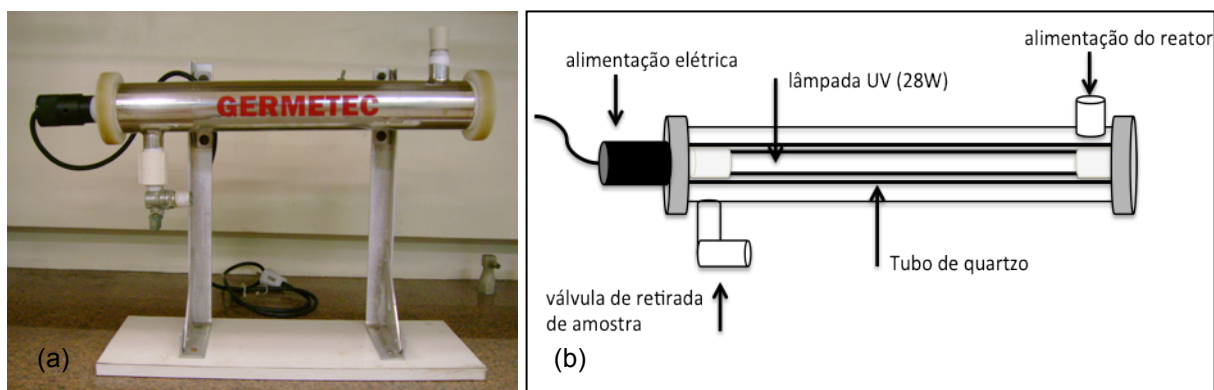 GERMETEC
(a)
alimentação elétrica
lâmpada UV (28W)
alimentação do reator
Tubo de quartzo
válvula de retirada
de amostra
(b)